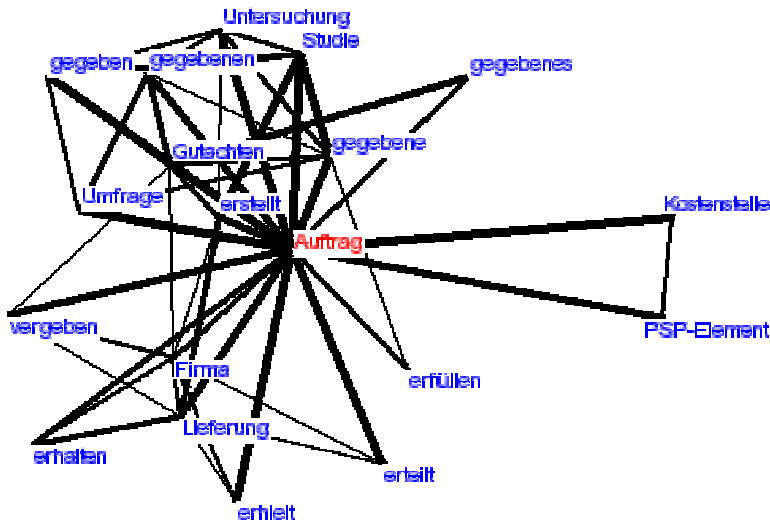 Untersuchung
Studie
gegeben
gegebenen
gegebenes
Gutachten
gegebene
Umfrage
erstellt
Kostenstelle
Auftrag
vergeben
PSP-Element
Firma
erfüllen
Lieferung
erhalten
erteilt
erhielt